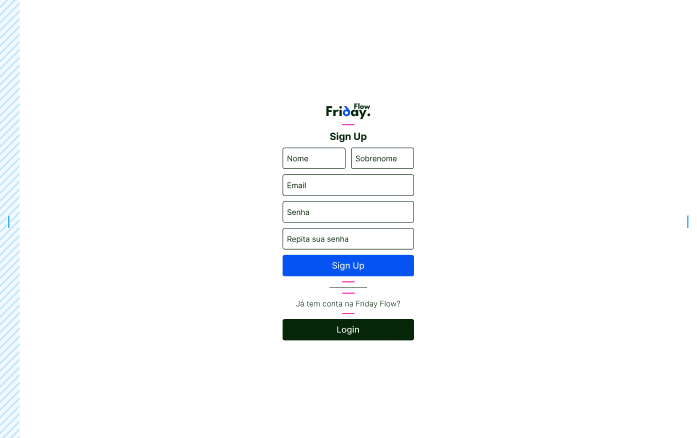 Friday. Flow
Sign Up
Nome Sobrenome
Email
Senha
Repita sua senha
Sign Up
Já tem conta na Friday Flow?
Login